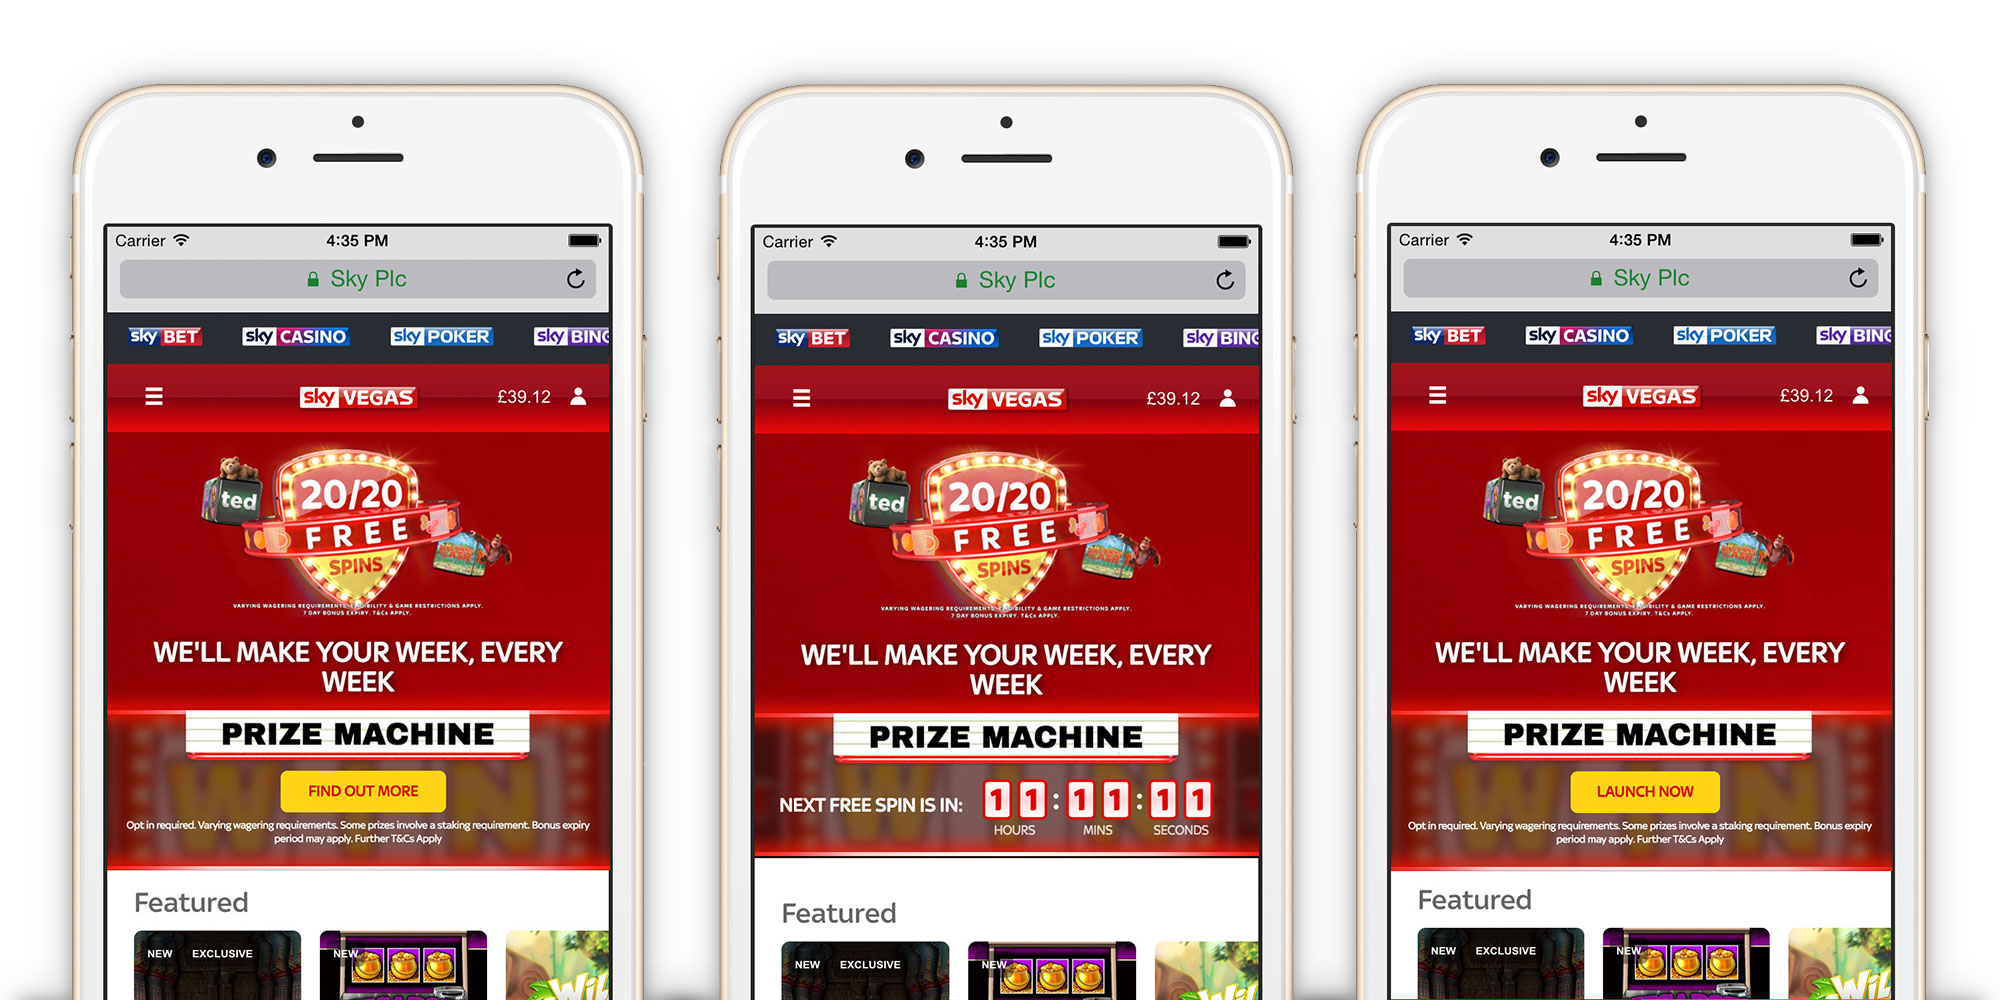 Carrier 4:35 PM
Sky Plc
sky BET sky CASINO sky POKER sky BING
sky VEGAS £39.12
ted
20/20
FREE
SPINS
VARYING WAGERING REQUIREMENTS, ELIGIBILITY & GAME RESTRICTIONS APPLY.
7 DAY BONUS EXPIRY. T&Cs APPLY.
WE'LL MAKE YOUR WEEK, EVERY
WEEK
PRIZE MACHINE
WIN
FIND OUT MORE
Opt in required. Varying wagering requirements. Some prizes involve a staking requirement. Bonus expiry
period may apply. Further T&Cs Apply
Featured
NEW EXCLUSIVE NEW
Wil
Carrier 4:35 PM
Sky Plc
sky BET sky CASINO sky POKER sky BING
sky VEGAS £39.12
ted
20/20
FREE
SPINS
VARYING WAGERING REQUIREMENTS, ELIGIBILITY & GAME RESTRICTIONS APPLY.
7 DAY BONUS EXPIRY. T&Cs APPLY.
WE'LL MAKE YOUR WEEK, EVERY
WEEK
PRIZE MACHINE
WIN
NEXT FREE SPIN IS IN: 11:11:11
HOURS MINS SECONDS
Featured
NEW EXCLUSIVE NEW
Wil
Carrier 4:35 PM
Sky Plc
sky BET sky CASINO sky POKER sky BING
sky VEGAS £39.12
ted
20/20
FREE
SPINS
VARYING WAGERING REQUIREMENTS, ELIGIBILITY & GAME RESTRICTIONS APPLY.
7 DAY BONUS EXPIRY. T&Cs APPLY.
WE'LL MAKE YOUR WEEK, EVERY
WEEK
PRIZE MACHINE
WIN
LAUNCH NOW
Opt in required. Varying wagering requirements. Some prizes involve a staking requirement. Bonus expiry
period may apply. Further T&Cs Apply
Featured
NEW EXCLUSIVE NEW
Wil